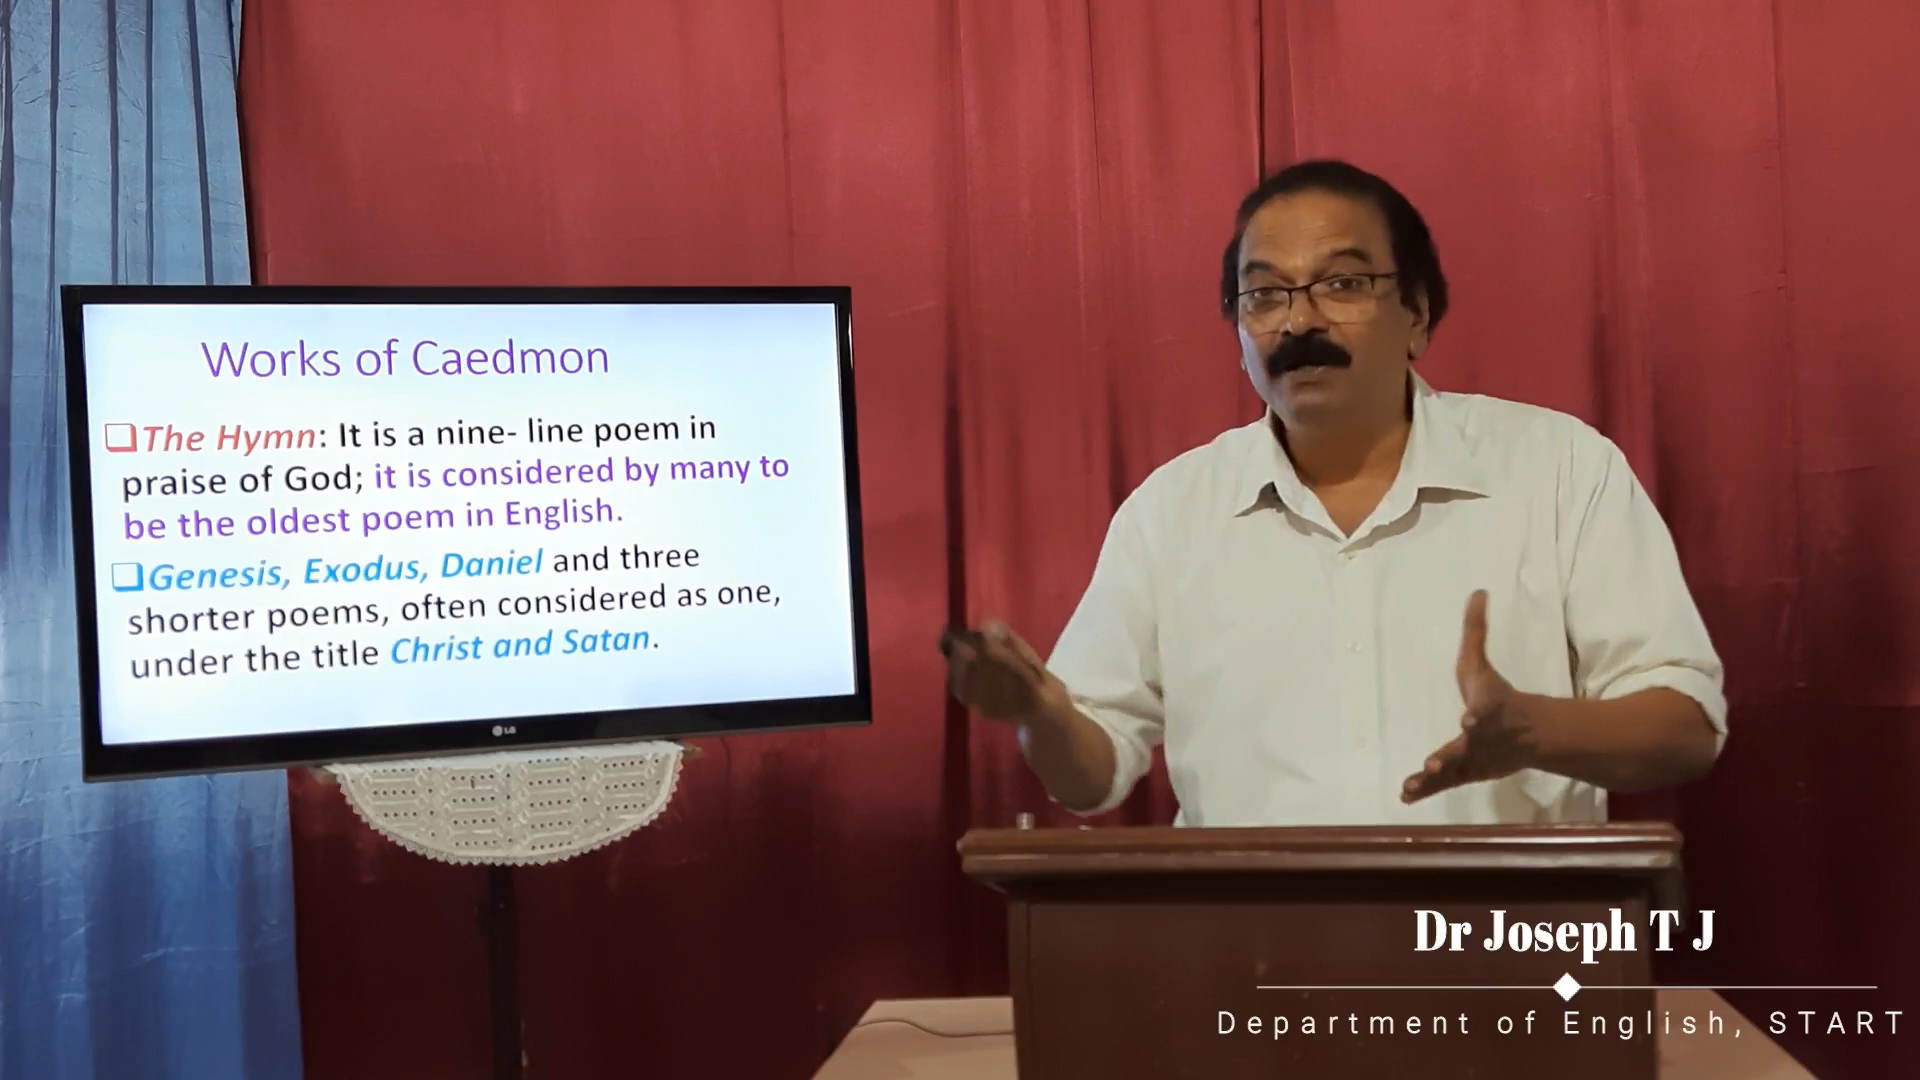 Works of Caedmon
The Hymn: It is a nine- line poem in
praise of God; it is considered by many to
be the oldest poem in English.
Genesis, Exodus, Daniel and three
shorter poems, often considered as one,
under the title Christ and Satan.
LG
Dr Joseph T J
Department of English, START